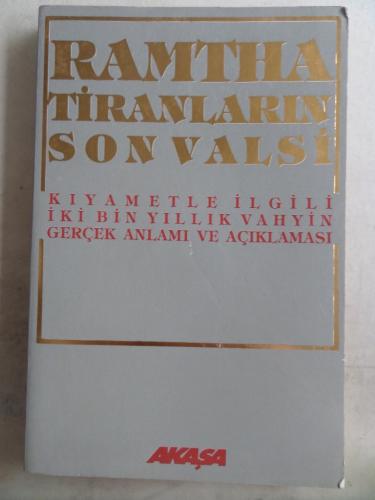 RAMTHA
TİRANLARIN
SON VALSİ
KIYAMETLE İLGİLİ
İKİ BİN YILLIK VAHYİN
GERÇEK ANLAMI VE AÇIKLAMASI
AKAŞA